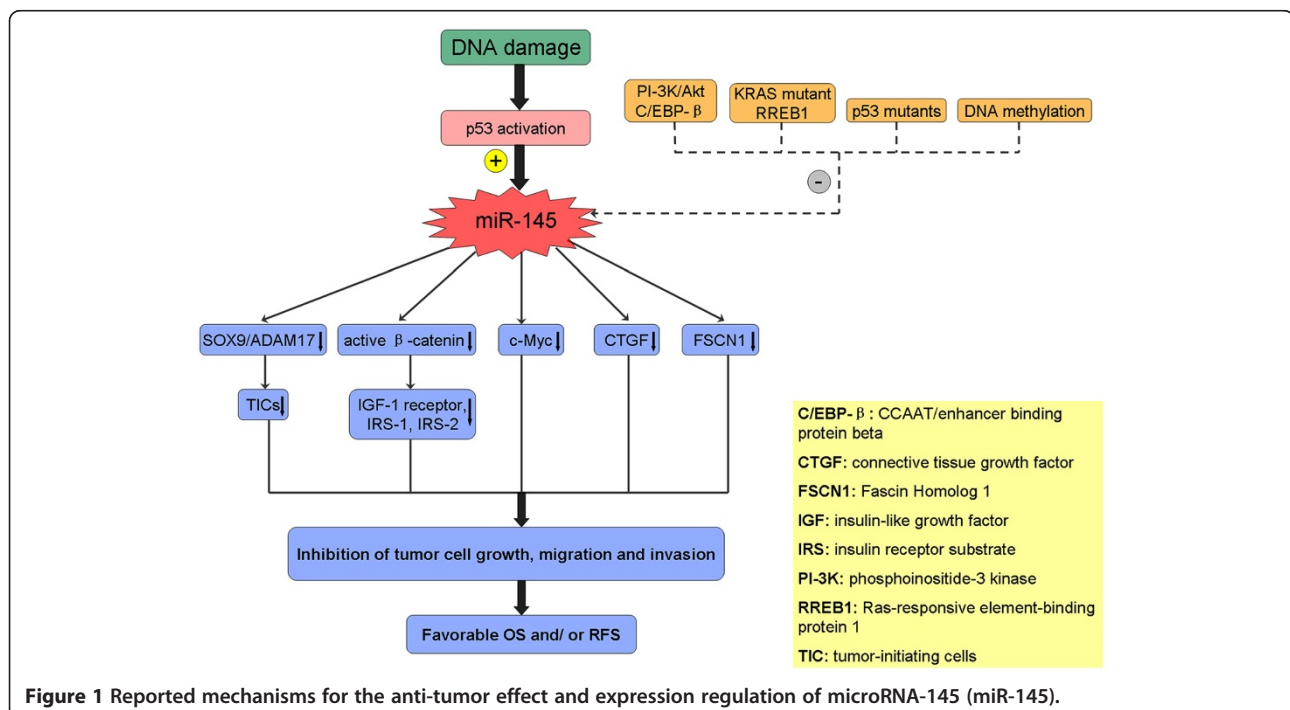 DNA damage
PI-3K/Akt
C/EBP- β
KRAS mutant
RREB1
p53 mutants
DNA methylation
p53 activation
+
-
miR-145
SOX9/ADAM17
active β-catenin
c-Myc
CTGF
FSCN1
TICs
IGF-1 receptor,
IRS-1, IRS-2
Inhibition of tumor cell growth, migration and invasion
Favorable OS and/ or RFS
C/EBP- β : CCAAT/enhancer binding
protein beta
CTGF: connective tissue growth factor
FSCN1: Fascin Homolog 1
IGF: insulin-like growth factor
IRS: insulin receptor substrate
PI-3K: phosphoinositide-3 kinase
RREB1: Ras-responsive element-binding
protein 1
TIC: tumor-initiating cells
Figure 1 Reported mechanisms for the anti-tumor effect and expression regulation of microRNA-145 (miR-145).